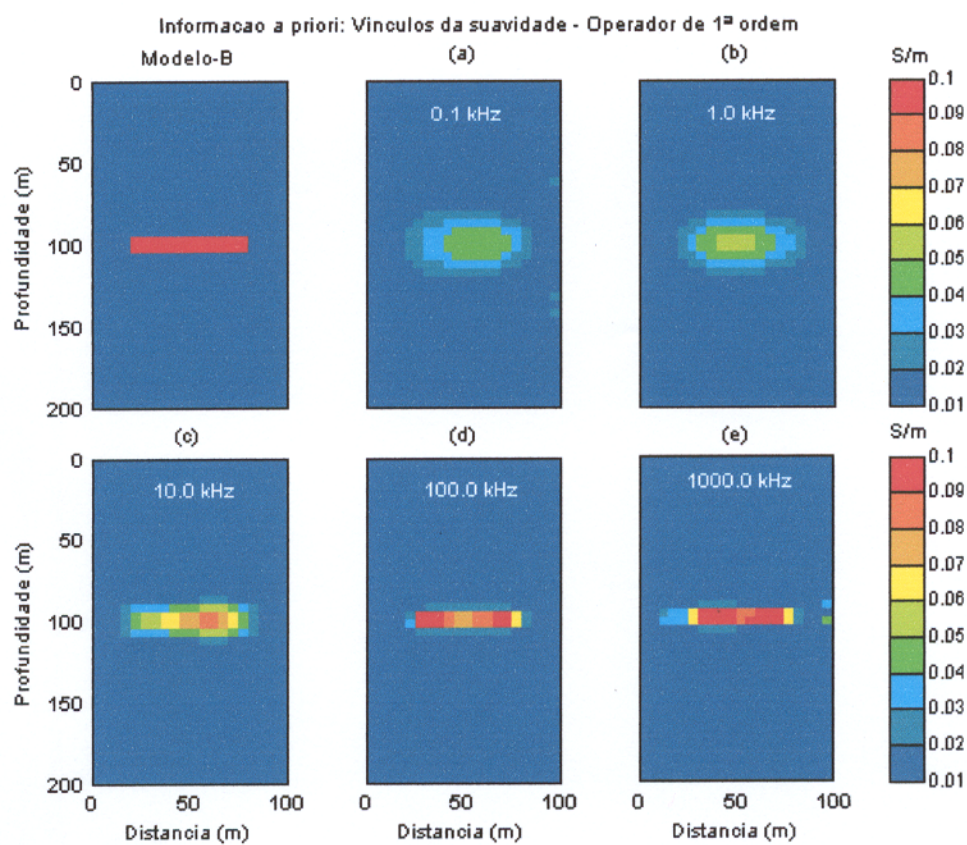 Informacao a priori: Vinculos da suavidade - Operador de 1ª ordem
Modelo-B
(a)
(b)
S/m
0
50
100
150
200
Profundidade (m)
0.1 kHz
1.0 kHz
0.1
0.09
0.08
0.07
0.06
0.05
0.04
0.03
0.02
0.01
(c)
(d)
(e)
S/m
0
50
100
150
200
Profundidade (m)
10.0 kHz
100.0 kHz
1000.0 kHz
0.1
0.09
0.08
0.07
0.06
0.05
0.04
0.03
0.02
0.01
0 100
0 50 100
0 50 100
Distancia (m)
Distancia (m)
Distancia (m)